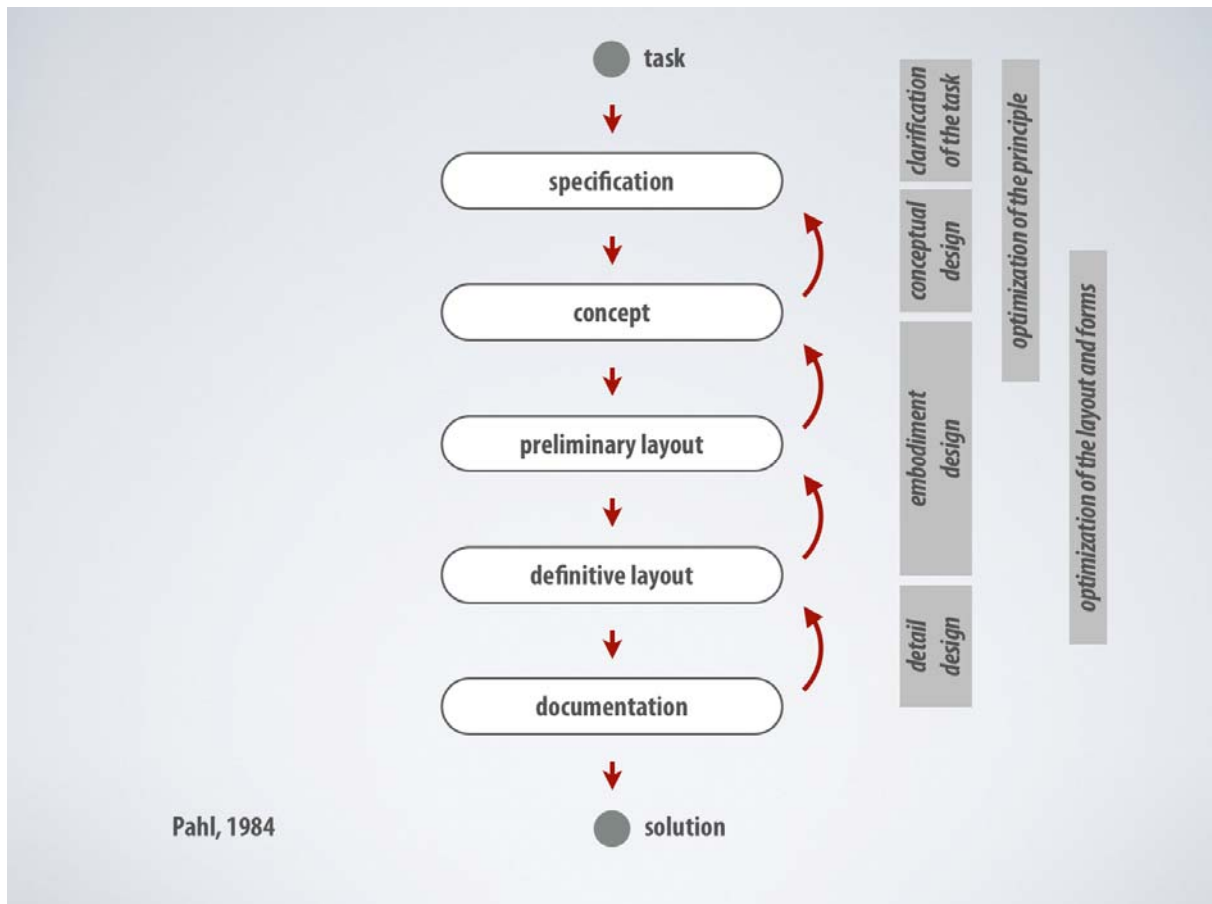 task
specification
concept
preliminary layout
definitive layout
documentation
solution
clarification
of the task
conceptual
design
embodiment
design
detail
design
optimization of the principle
optimization of the layout and forms
Pahl, 1984